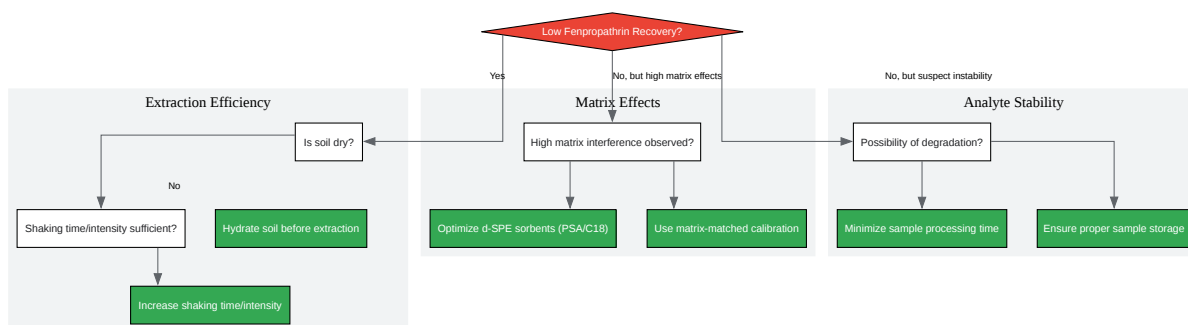 Low Fenpropathrin Recovery?
Yes
No, but high matrix effects
No, but suspect instability
Extraction Efficiency
Matrix Effects
Analyte Stability
Is soil dry?
High matrix interference observed?
Possibility of degradation?
No
Shaking time/intensity sufficient?
Hydrate soil before extraction
Optimize d-SPE sorbents (PSA/C18)
Use matrix-matched calibration
Minimize sample processing time
Ensure proper sample storage
Increase shaking time/intensity